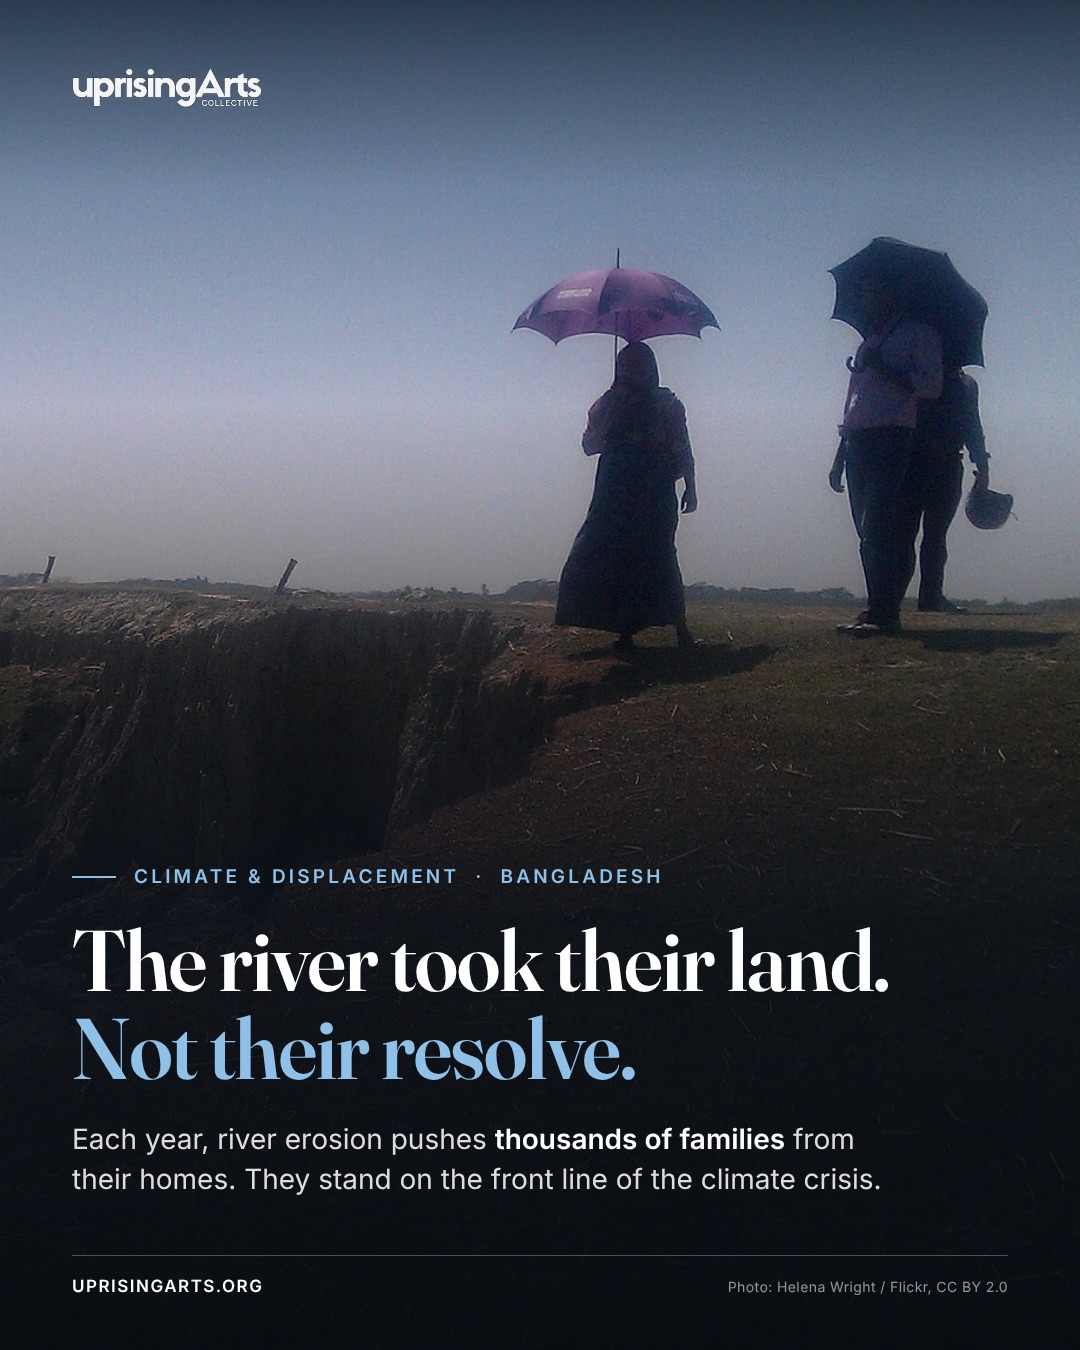 uprisingArts
COLLECTIVE
CLIMATE & DISPLACEMENT · BANGLADESH
The river took their land.
Not their resolve.
Each year, river erosion pushes thousands of families from
their homes. They stand on the front line of the climate crisis.
UPRISINGARTS.ORG
Photo: Helena Wright / Flickr, CC BY 2.0